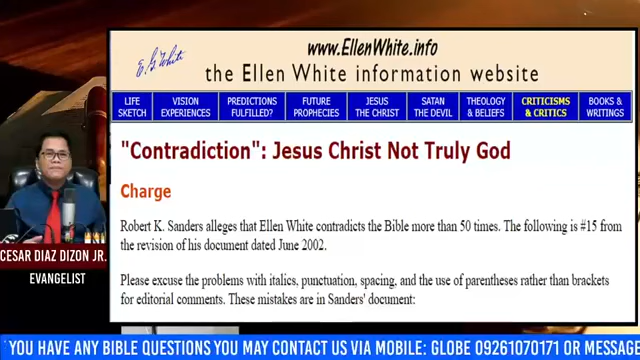 www.EllenWhite.info
E. G. White
the Ellen White information website
LIFE SKETCH
VISION EXPERIENCES
PREDICTIONS FULFILLED?
FUTURE PROPHECIES
JESUS THE CHRIST
SATAN THE DEVIL
THEOLOGY & BELIEFS
CRITICISMS & CRITICS
BOOKS & WRITINGS
"Contradiction": Jesus Christ Not Truly God
Charge
Robert K. Sanders alleges that Ellen White contradicts the Bible more than 50 times. The following is #15 from
the revision of his document dated June 2002.
Please excuse the problems with italics, punctuation, spacing, and the use of parentheses rather than brackets
for editorial comments. These mistakes are in Sanders' document:
CESAR DIAZ DIZON JR.
EVANGELIST
YOU HAVE ANY BIBLE QUESTIONS YOU MAY CONTACT US VIA MOBILE: GLOBE 09261070171 OR MESSAGE